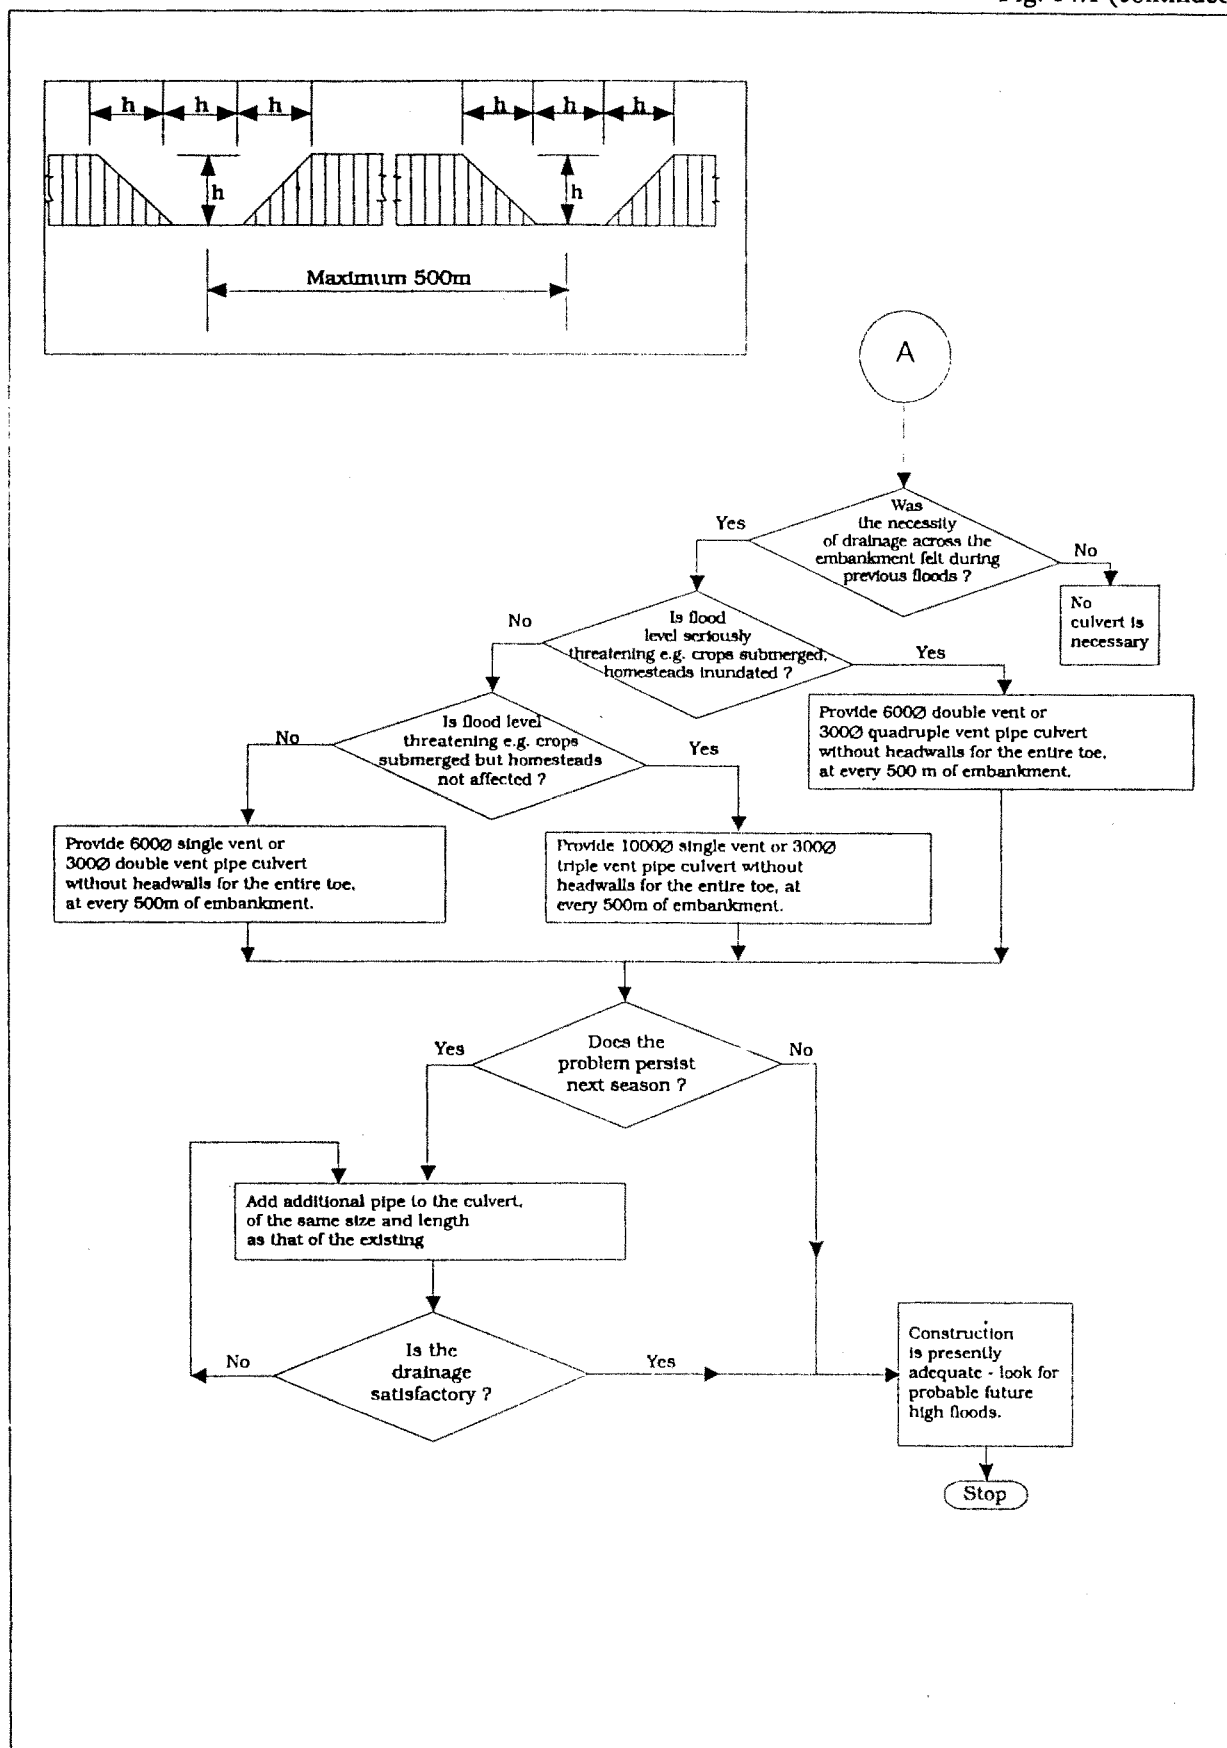 h h h h h h
h h
Maximum 500m
A
Was
the necessity
of drainage across the
embankment felt during
previous floods ?
Yes
No
No
culvert is
necessary
Is flood
level seriously
threatening e.g. crops submerged,
homesteads inundated ?
No
Yes
Provide 600Ø double vent or
300Ø quadruple vent pipe culvert
without headwalls for the entire toe,
at every 500 m of embankment.
Is flood level
threatening e.g. crops
submerged but homesteads
not affected ?
No
Yes
Provide 600Ø single vent or
300Ø double vent pipe culvert
without headwalls for the entire toe,
at every 500m of embankment.
Provide 1000Ø single vent or 300Ø
triple vent pipe culvert without
headwalls for the entire toe, at
every 500m of embankment.
Does the
problem persist
next season ?
Yes
No
Add additional pipe to the culvert,
of the same size and length
as that of the existing
Is the
drainage
satisfactory ?
No
Yes
Construction
is presently
adequate - look for
probable future
high floods.
Stop